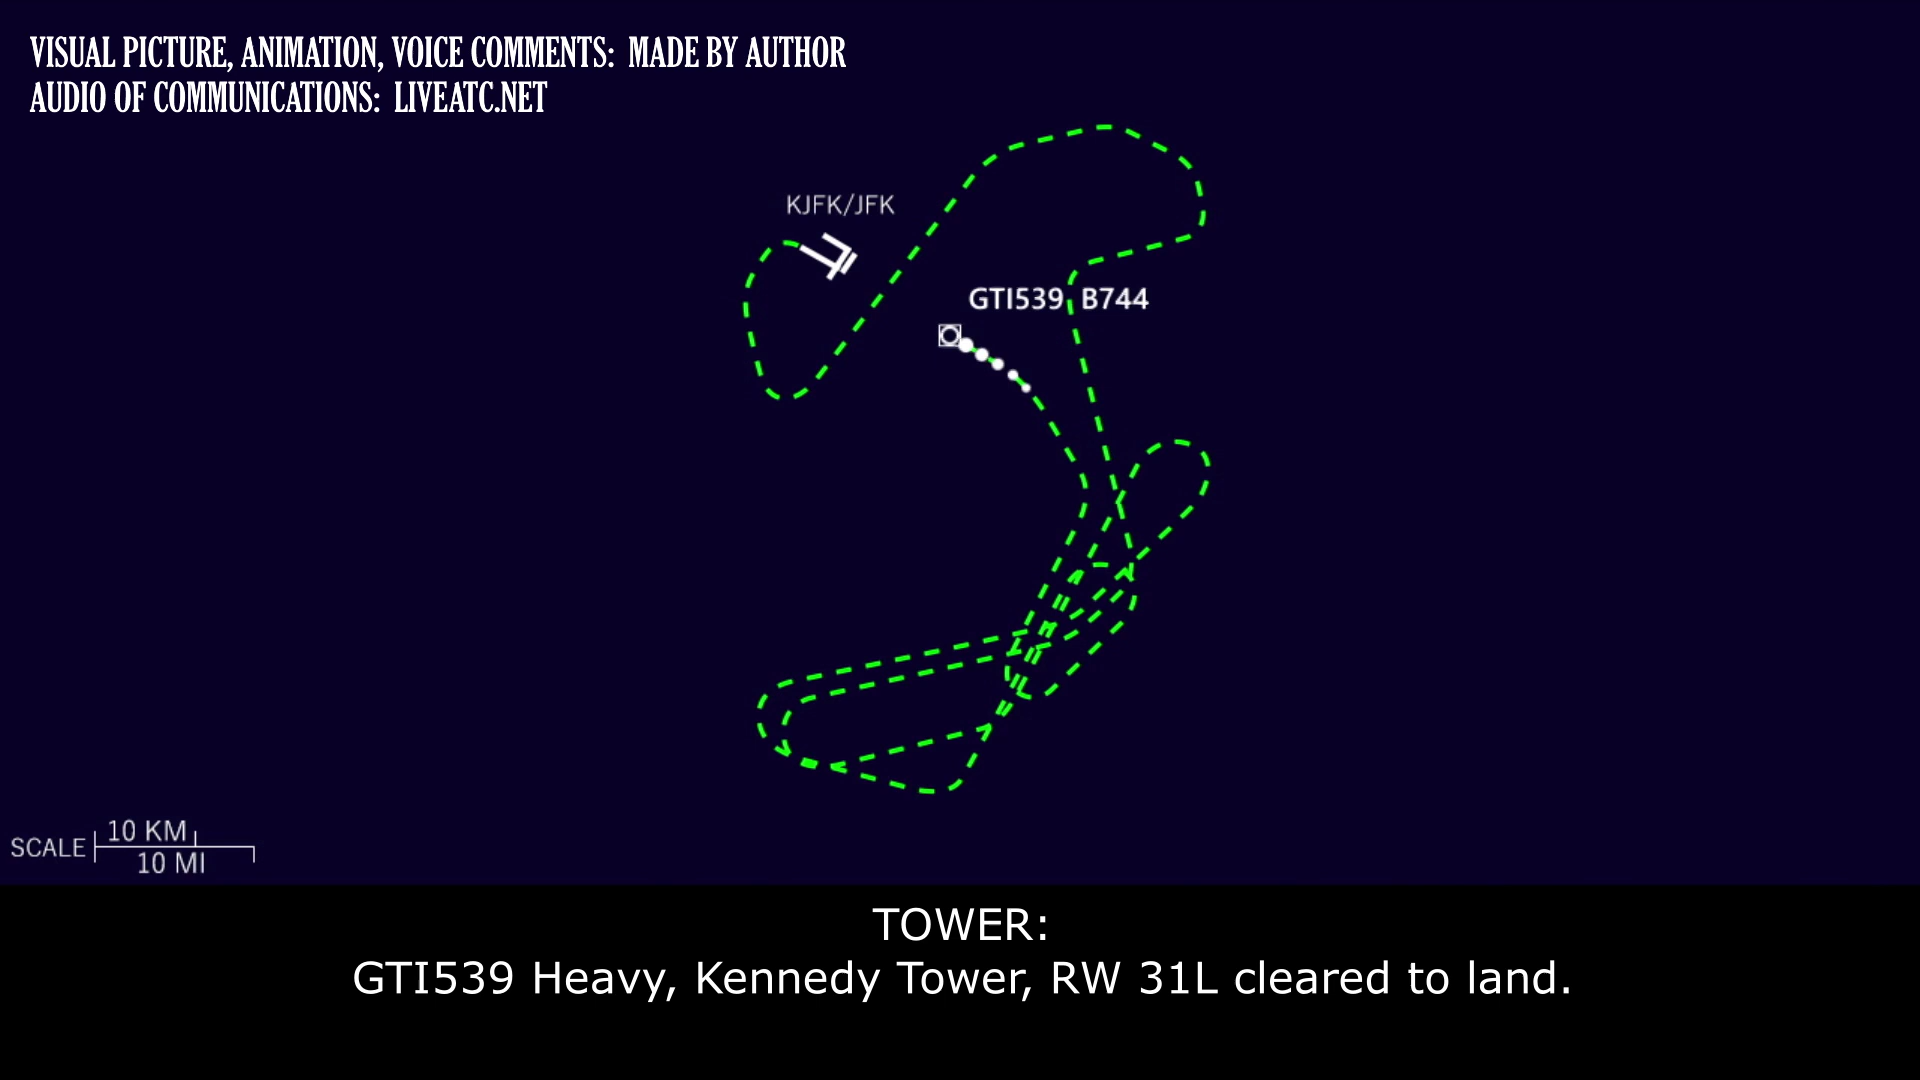 VISUAL PICTURE, ANIMATION, VOICE COMMENTS: MADE BY AUTHOR
AUDIO OF COMMUNICATIONS: LIVEATC.NET
KJFK/JFK
GTI539 B744
10 KM
SCALE
10 MI
TOWER:
GTI539 Heavy, Kennedy Tower, RW 31L cleared to land.